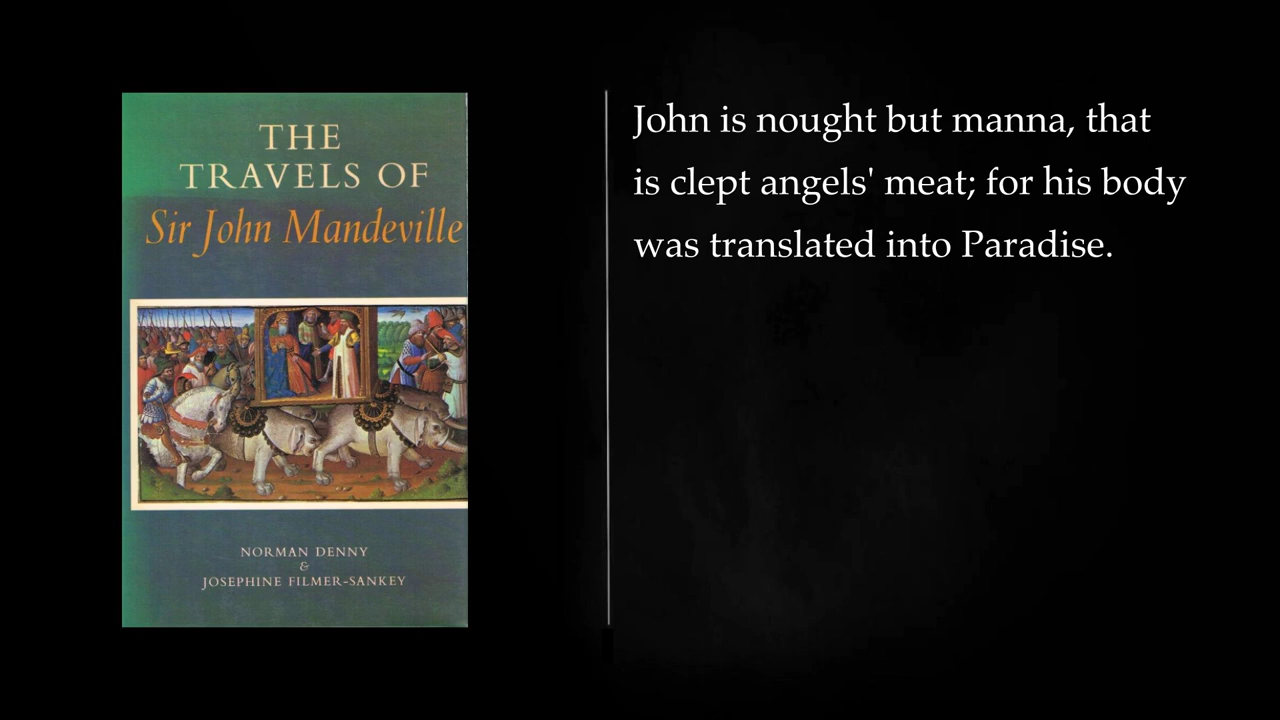 THE
TRAVELS OF
Sir John Mandeville
NORMAN DENNY
&
JOSEPHINE FILMER-SANKEY
John is nought but manna, that
is clept angels' meat; for his body
was translated into Paradise.